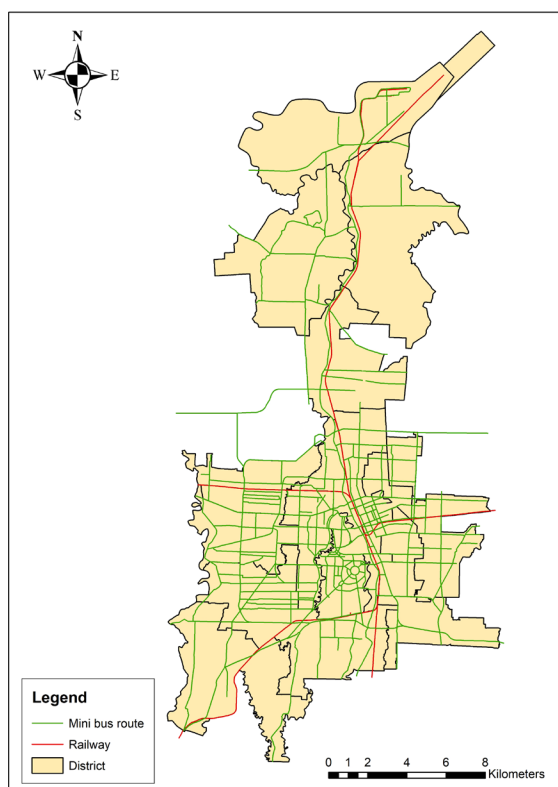 N
W E
S
Legend
Mini bus route
Railway
District
0 1 2 4 6 8
Kilometers